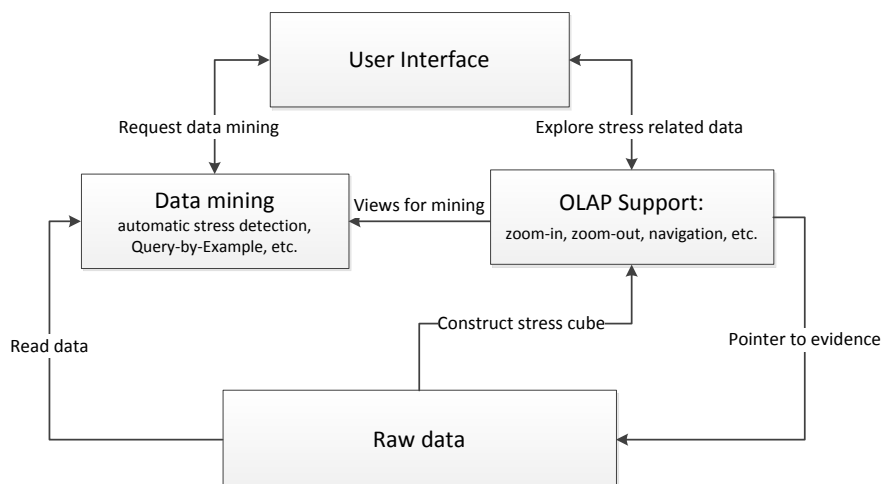 User Interface
Request data mining
Explore stress related data
Data mining
automatic stress detection,
Query-by-Example, etc.
Views for mining
OLAP Support:
zoom-in, zoom-out, navigation, etc.
Construct stress cube
Read data
Pointer to evidence
Raw data